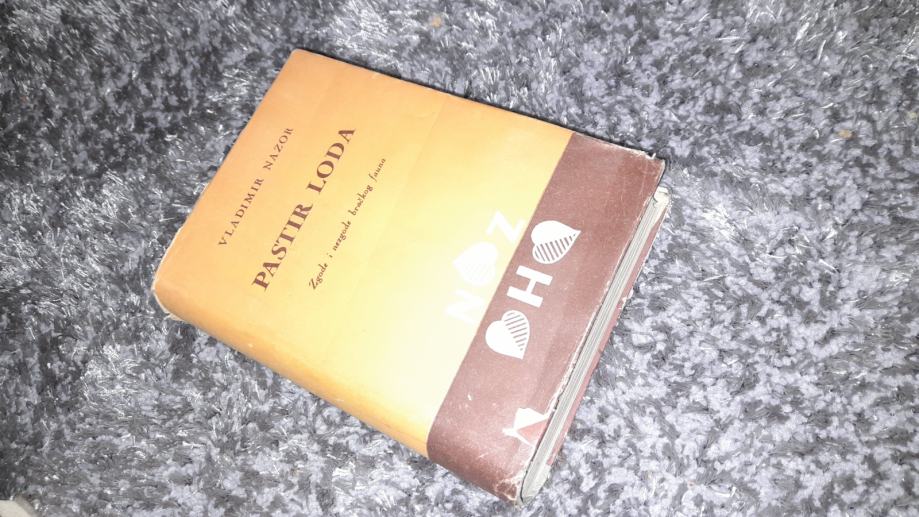 VLADIMIR NAZOR
PASTIR LODA
Zgode i nezgode bračkog fauna
N Z
H